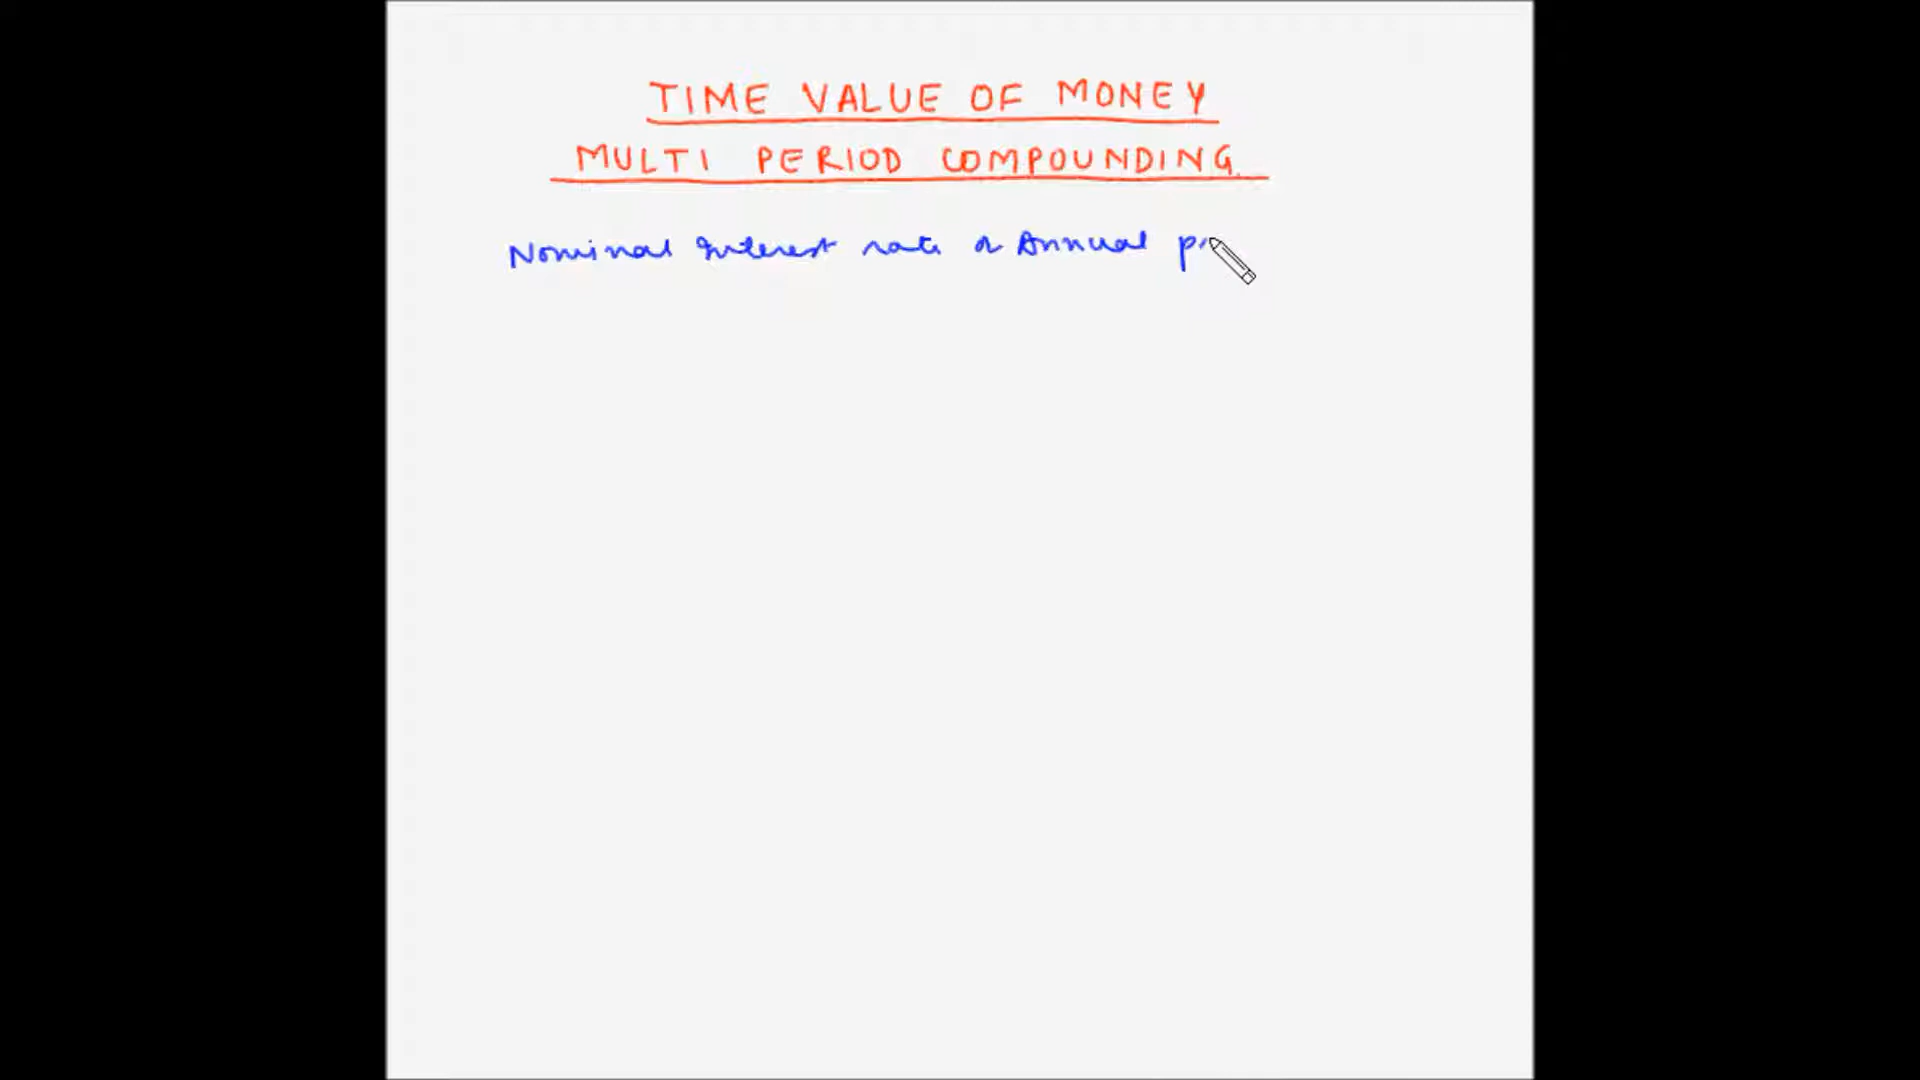 TIME VALUE OF MONEY
MULTI PERIOD COMPOUNDING.
Nominal Interest rate or Annual